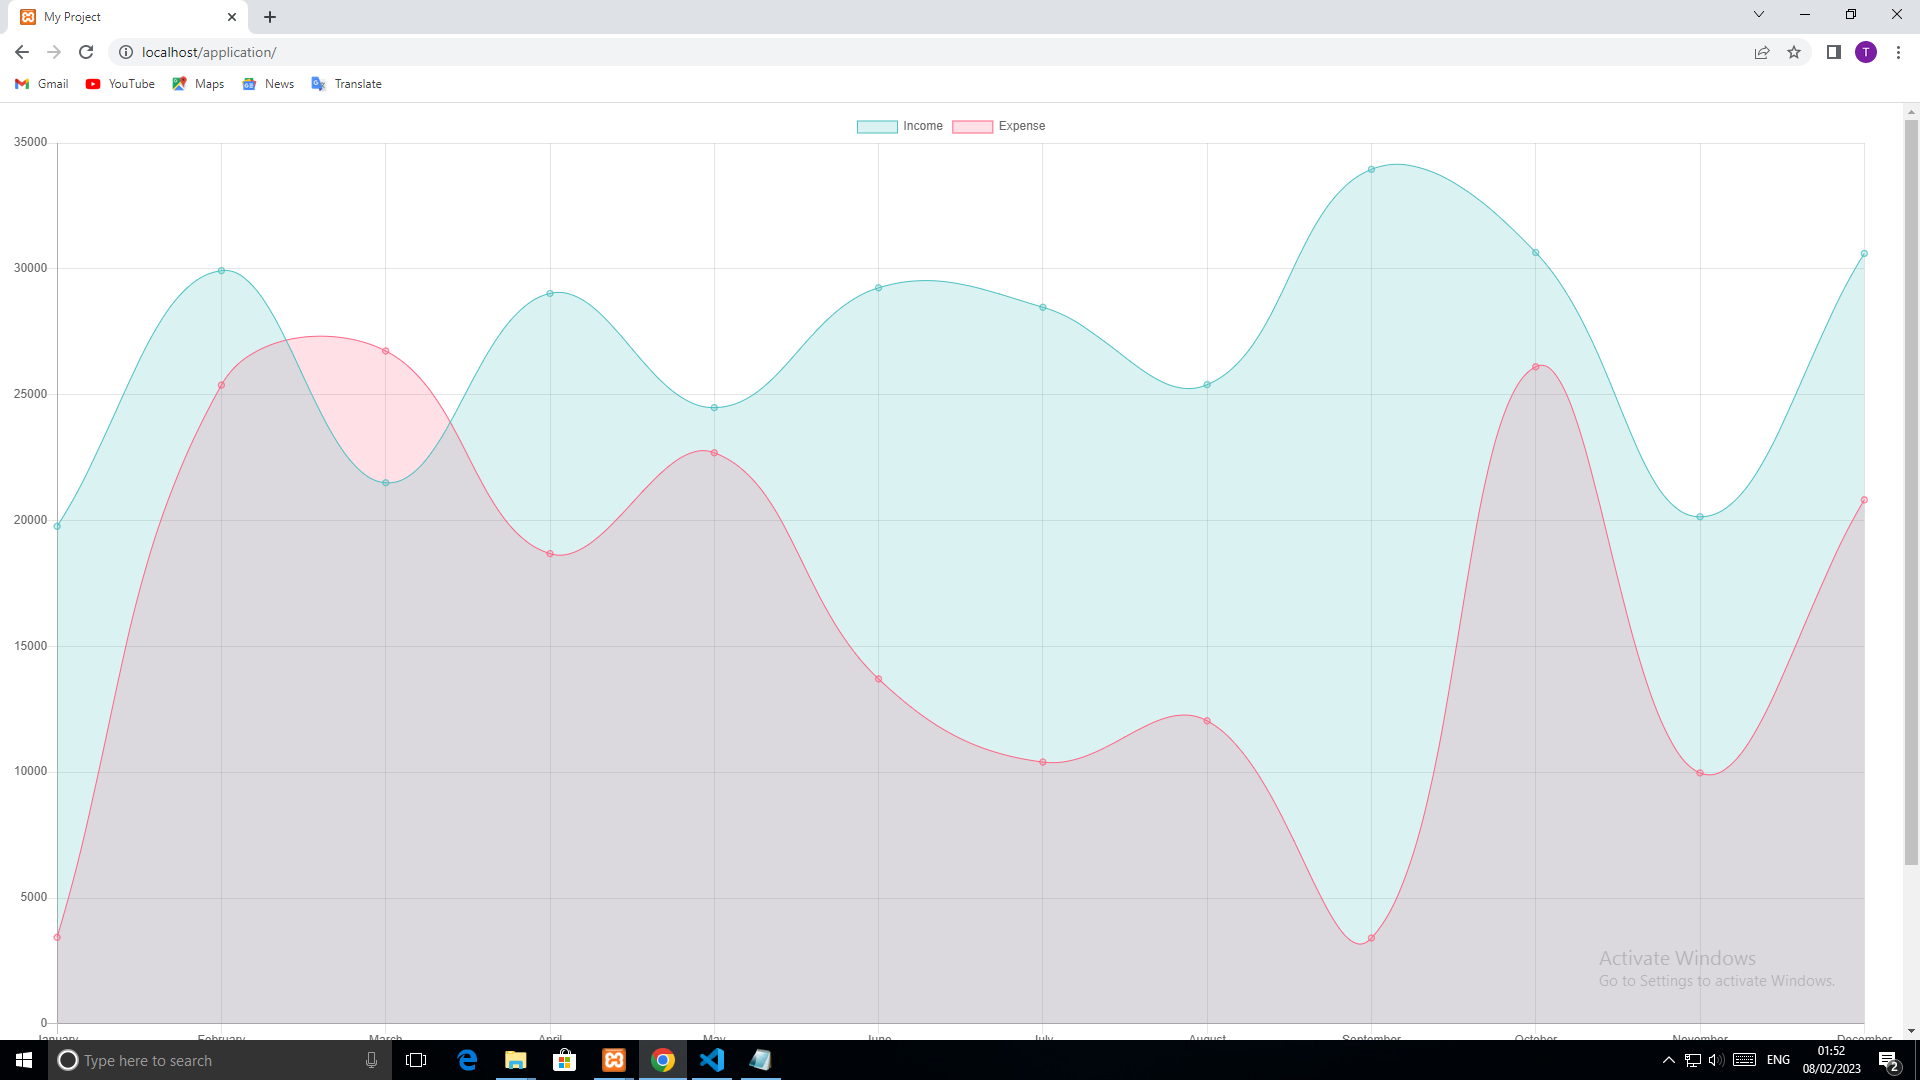 My Project
localhost/application/
T
Gmail YouTube Maps News Translate
Income Expense
35000
30000
25000
20000
15000
10000
5000
0
Activate Windows
Go to Settings to activate Windows.
January February March April May June July August September October November December
Type here to search
ENG
01:52
08/02/2023
2